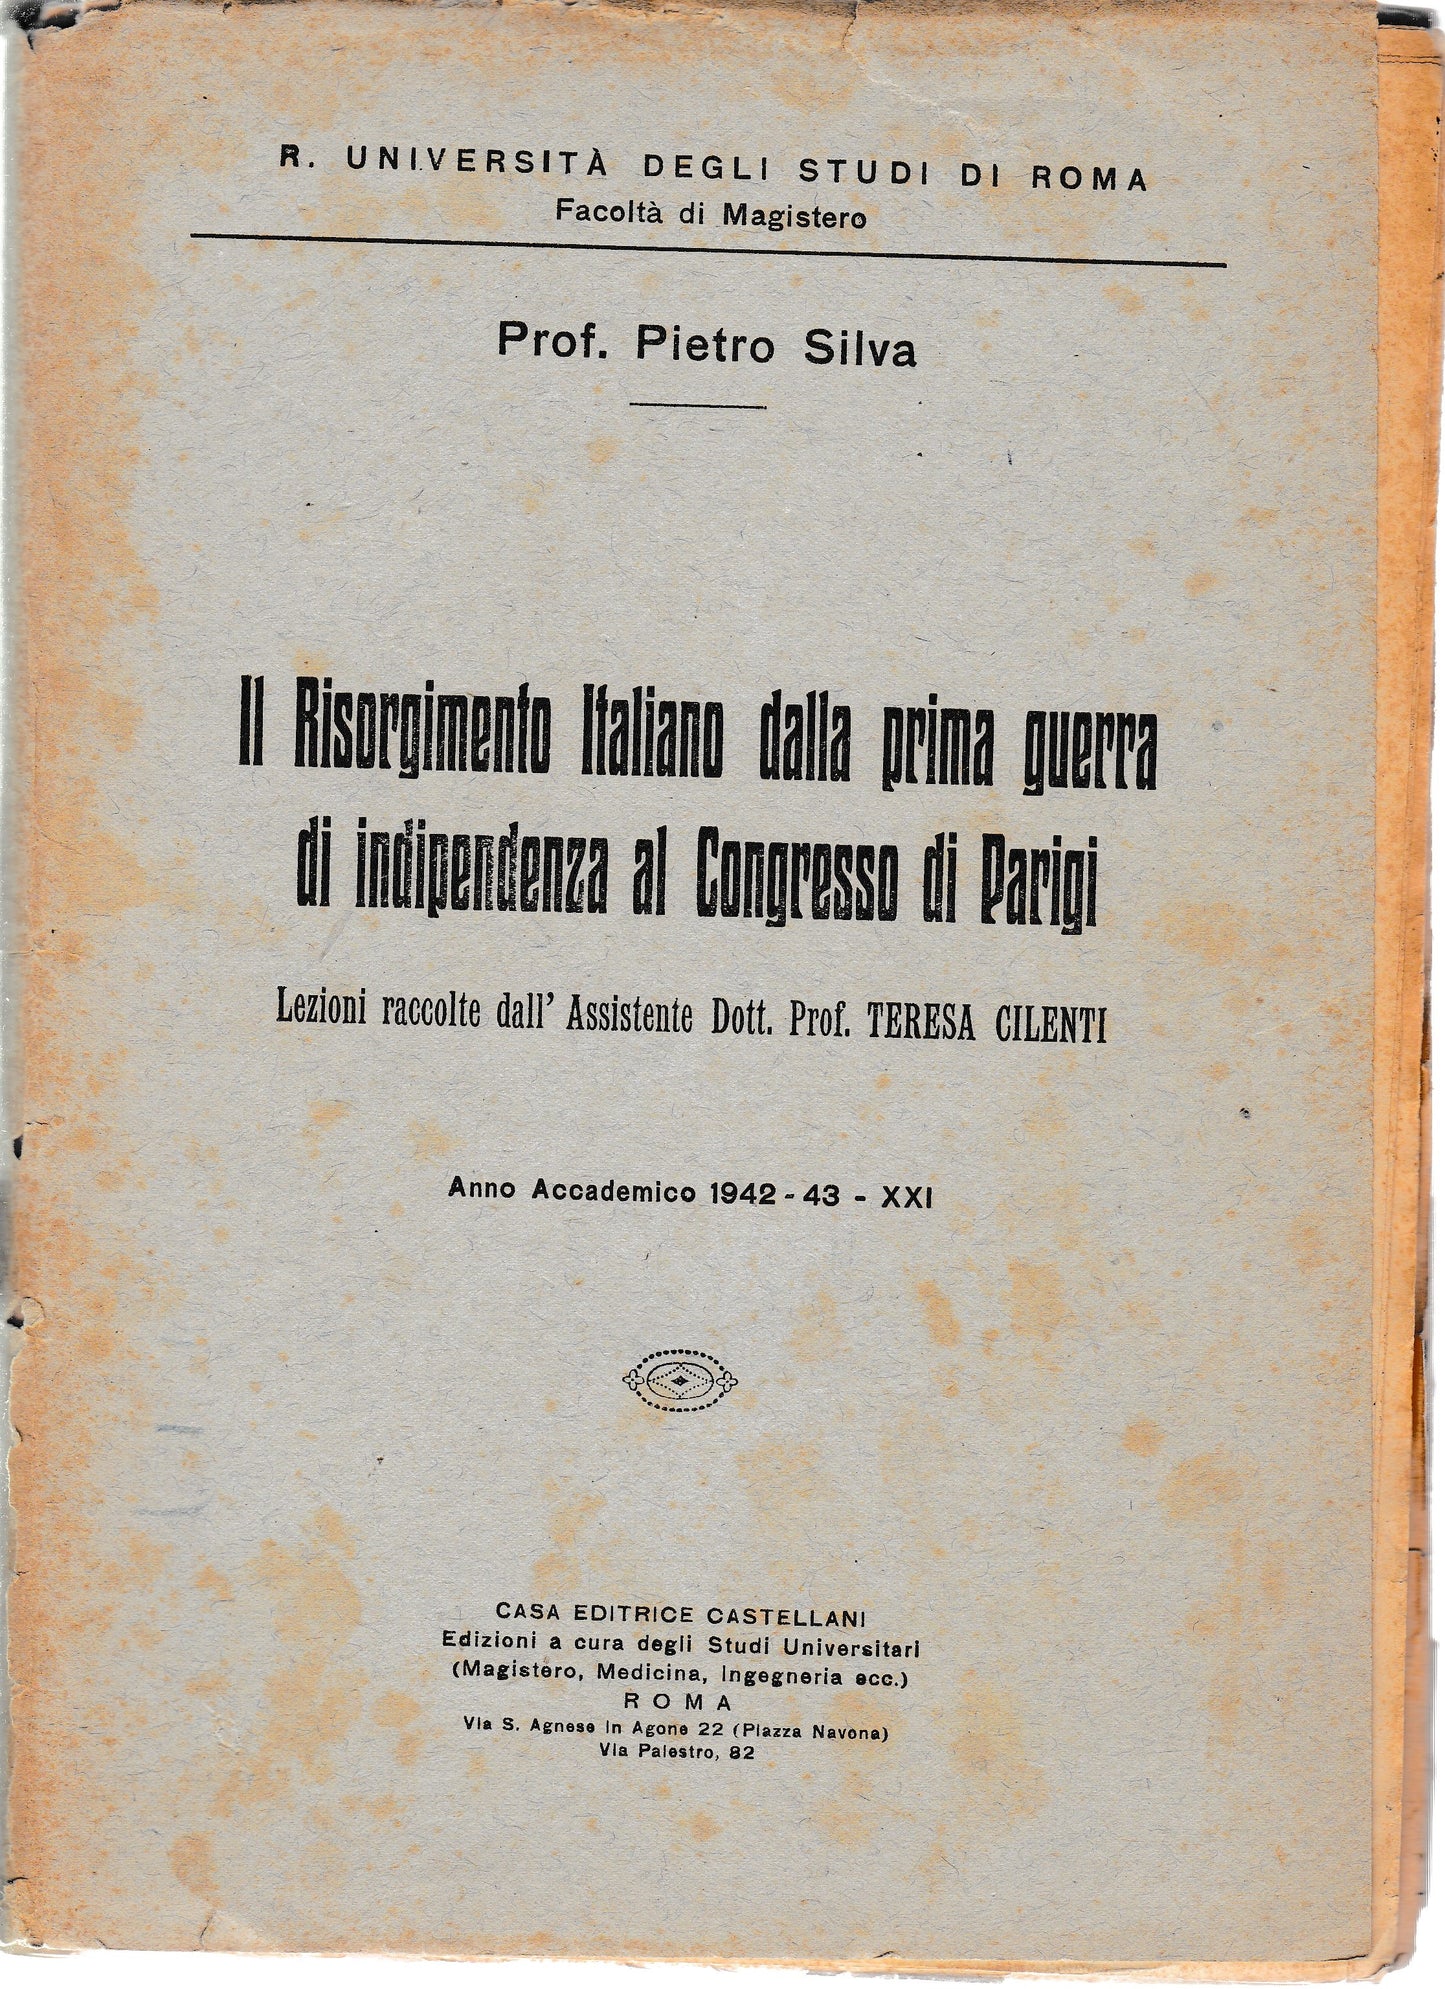 R. UNIVERSITÀ DEGLI STUDI DI ROMA
Facoltà di Magistero
Prof. Pietro Silva
Il Risorgimento Italiano dalla prima guerra
di indipendenza al Congresso di Parigi
Lezioni raccolte dall' Assistente Dott. Prof. TERESA CILENTI
Anno Accademico 1942 - 43 - XXI
CASA EDITRICE CASTELLANI
Edizioni a cura degli Studi Universitari
(Magistero, Medicina, Ingegneria ecc.)
ROMA
Via S. Agnese in Agone 22 (Piazza Navona)
Via Palestro, 82